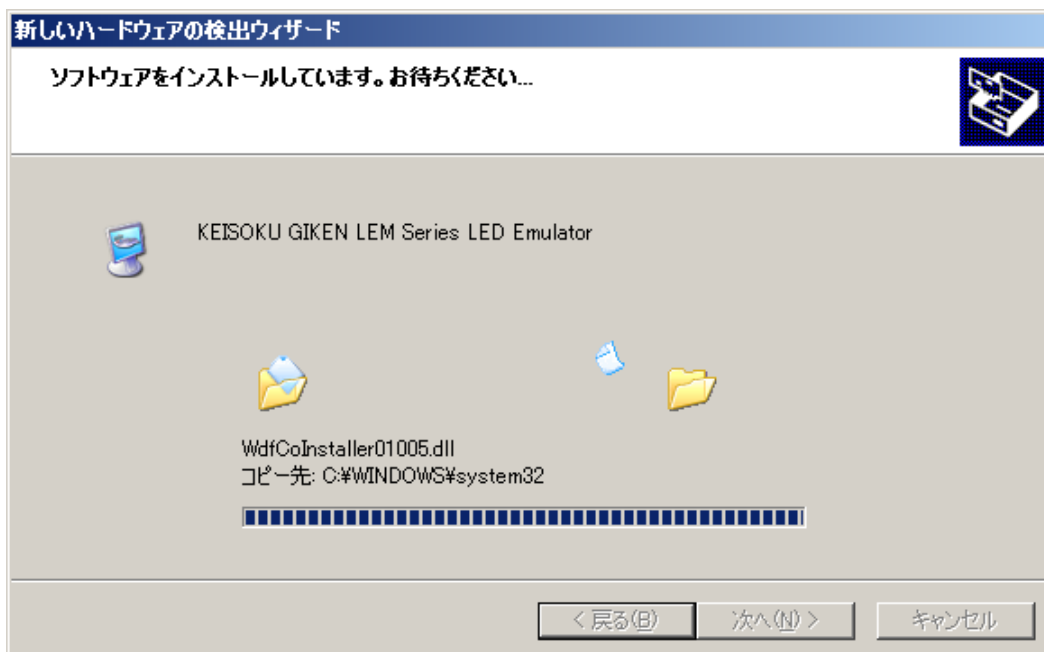 新しいハードウェアの検出ウィザード
ソフトウェアをインストールしています。お待ちください...
KEISOKU GIKEN LEM Series LED Emulator
WdfCoInstaller01005.dll
コピー先: C:¥WINDOWS¥system32
< 戻る(B) 次へ(N) > キャンセル